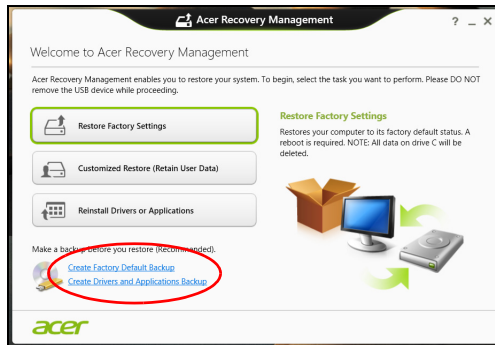 Acer Recovery Management
Welcome to Acer Recovery Management
Acer Recovery Management enables you to restore your system. To begin, select the task you want to perform. Please DO NOT
remove the USB device while proceeding.
Restore Factory Settings
Customized Restore (Retain User Data)
Reinstall Drivers or Applications
Make a backup before you restore (Recommended).
Create Factory Default Backup
Create Drivers and Applications Backup
Restore Factory Settings
Restores your computer to its factory default status. A
reboot is required. NOTE: All data on drive C will be
deleted.
acer